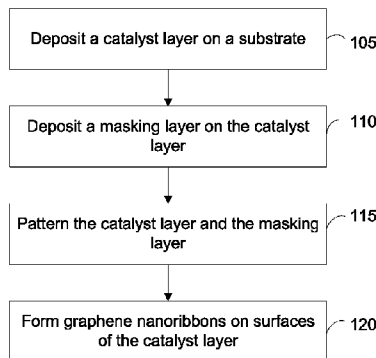 Deposit a catalyst layer on a substrate
105
Deposit a masking layer on the catalyst
layer
110
Pattern the catalyst layer and the masking
layer
115
Form graphene nanoribbons on surfaces
of the catalyst layer
120